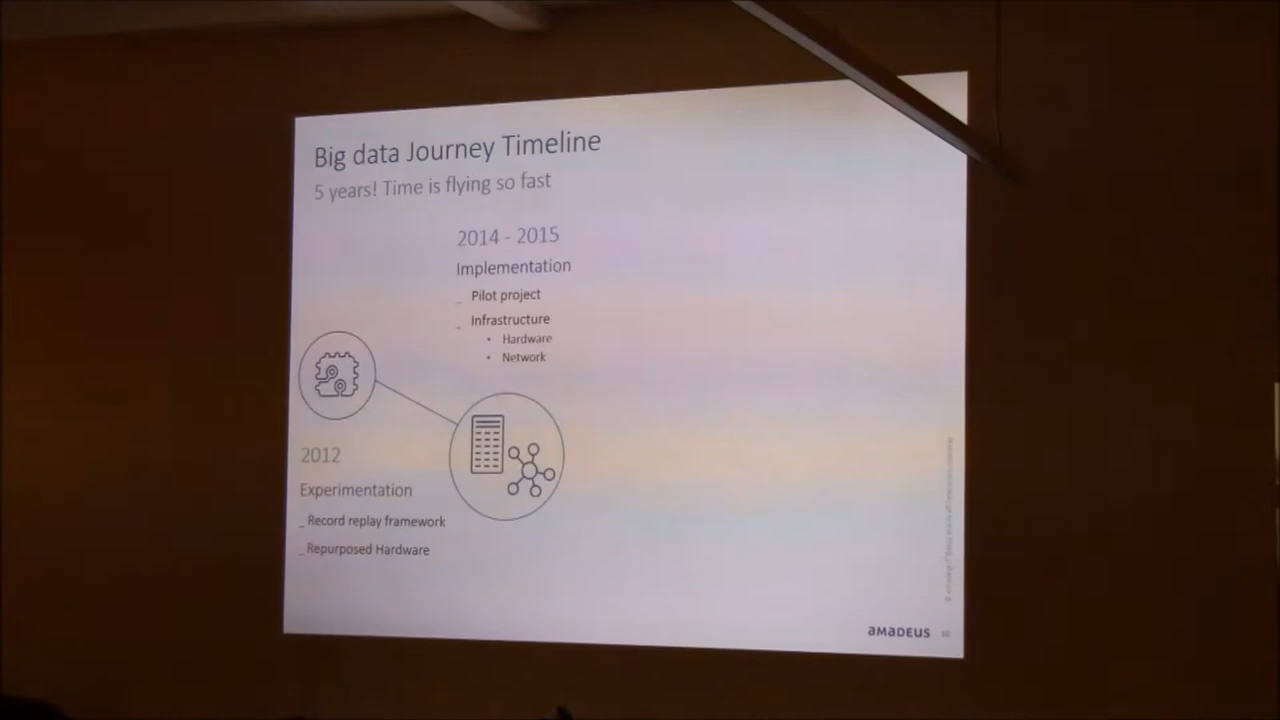 Big data Journey Timeline
5 years! Time is flying so fast
2014 - 2015
Implementation
_ Pilot project
_ Infrastructure
• Hardware
• Network
2012
Experimentation
_ Record replay framework
_ Repurposed Hardware
amadeus